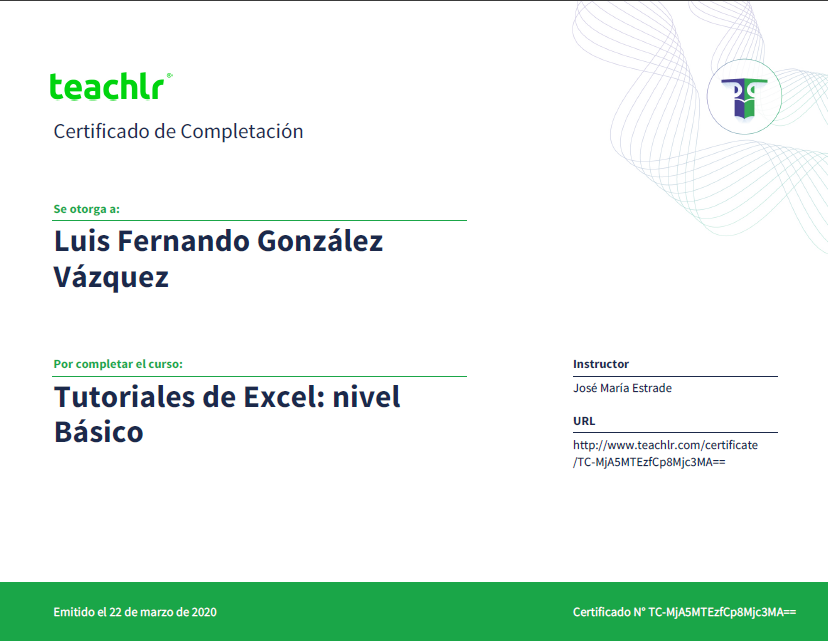 teachlr®
Certificado de Completación
Se otorga a:
Luis Fernando González
Vázquez
Por completar el curso:
Tutoriales de Excel: nivel
Básico
Instructor
José María Estrade
URL
http://www.teachlr.com/certificate
/TC-MjA5MTEzfCp8Mjc3MA==
Emitido el 22 de marzo de 2020
Certificado N° TC-MjA5MTEzfCp8Mjc3MA==